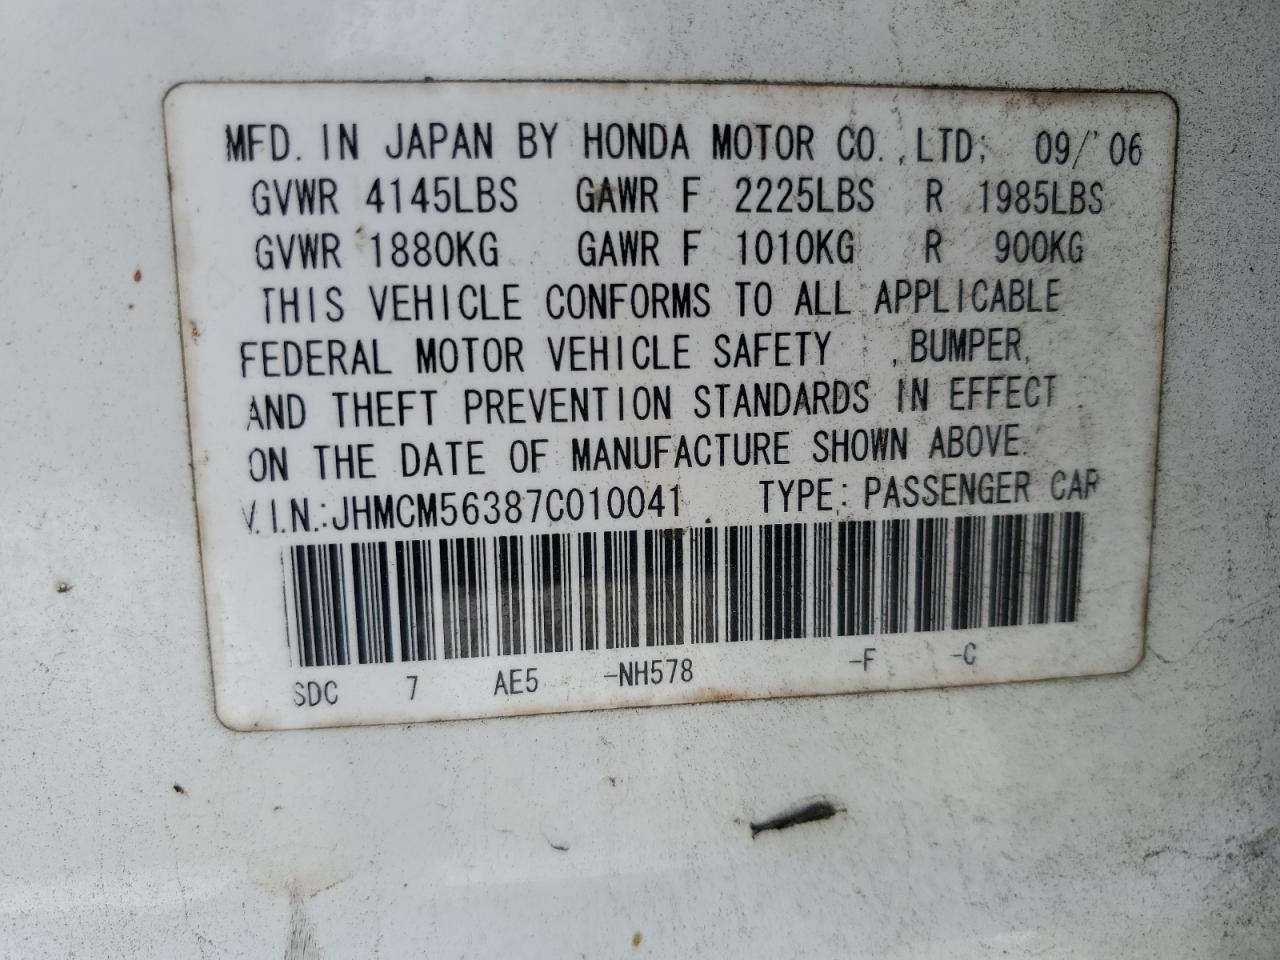 MFD. IN JAPAN BY HONDA MOTOR CO.,LTD; 09/'06
GVWR 4145LBS GAWR F 2225LBS R 1985LBS
GVWR 1880KG GAWR F 1010KG R 900KG
THIS VEHICLE CONFORMS TO ALL APPLICABLE
FEDERAL MOTOR VEHICLE SAFETY ,BUMPER,
AND THEFT PREVENTION STANDARDS IN EFFECT
ON THE DATE OF MANUFACTURE SHOWN ABOVE.
V.I.N.:JHMCM56387C010041 TYPE:PASSENGER CAR
SDC 7 AE5 -NH578 -F -C